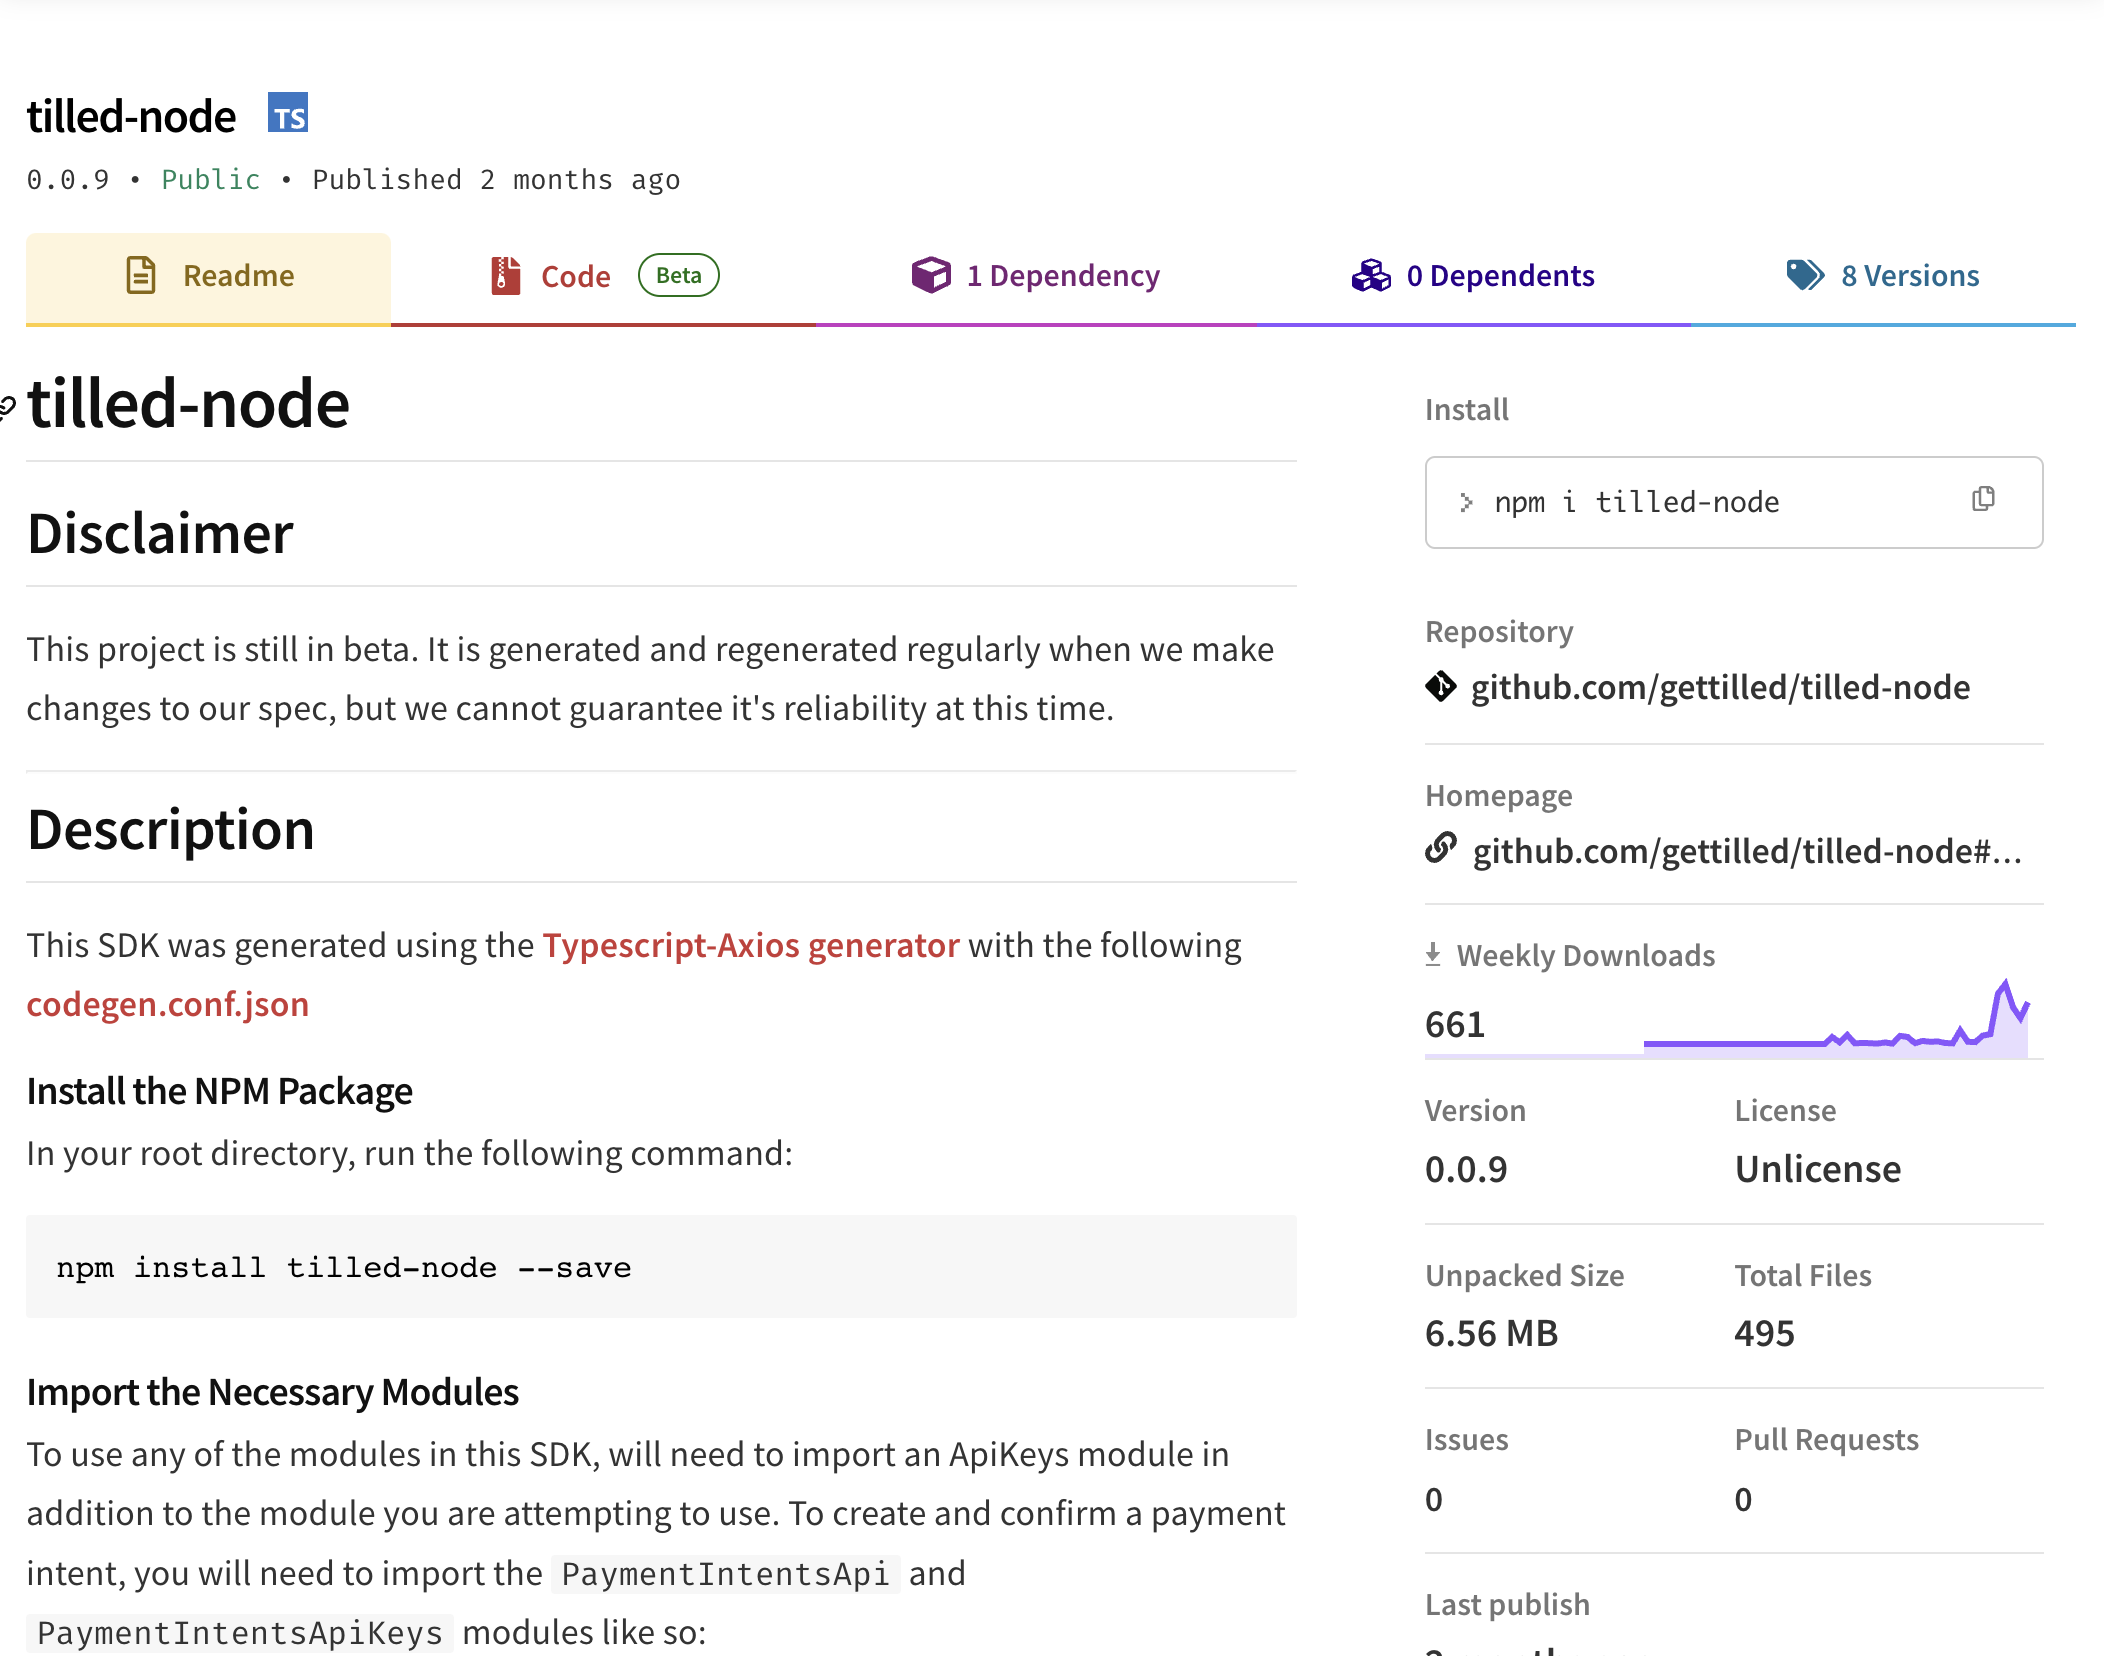 tilled-node TS
0.0.9 • Public • Published 2 months ago
Readme
Code Beta
1 Dependency
0 Dependents
8 Versions
tilled-node
Disclaimer
This project is still in beta. It is generated and regenerated regularly when we make
changes to our spec, but we cannot guarantee it's reliability at this time.
Description
This SDK was generated using the Typescript-Axios generator with the following
codegen.conf.json
Install the NPM Package
In your root directory, run the following command:
npm install tilled-node --save
Import the Necessary Modules
To use any of the modules in this SDK, will need to import an ApiKeys module in
addition to the module you are attempting to use. To create and confirm a payment
intent, you will need to import the PaymentIntentsApi and
PaymentIntentsApiKeys modules like so:
Install
> npm i tilled-node
Repository
github.com/gettilled/tilled-node
Homepage
github.com/gettilled/tilled-node#...
Weekly Downloads
661
Version
0.0.9
License
Unlicense
Unpacked Size
6.56 MB
Total Files
495
Issues
0
Pull Requests
0
Last publish